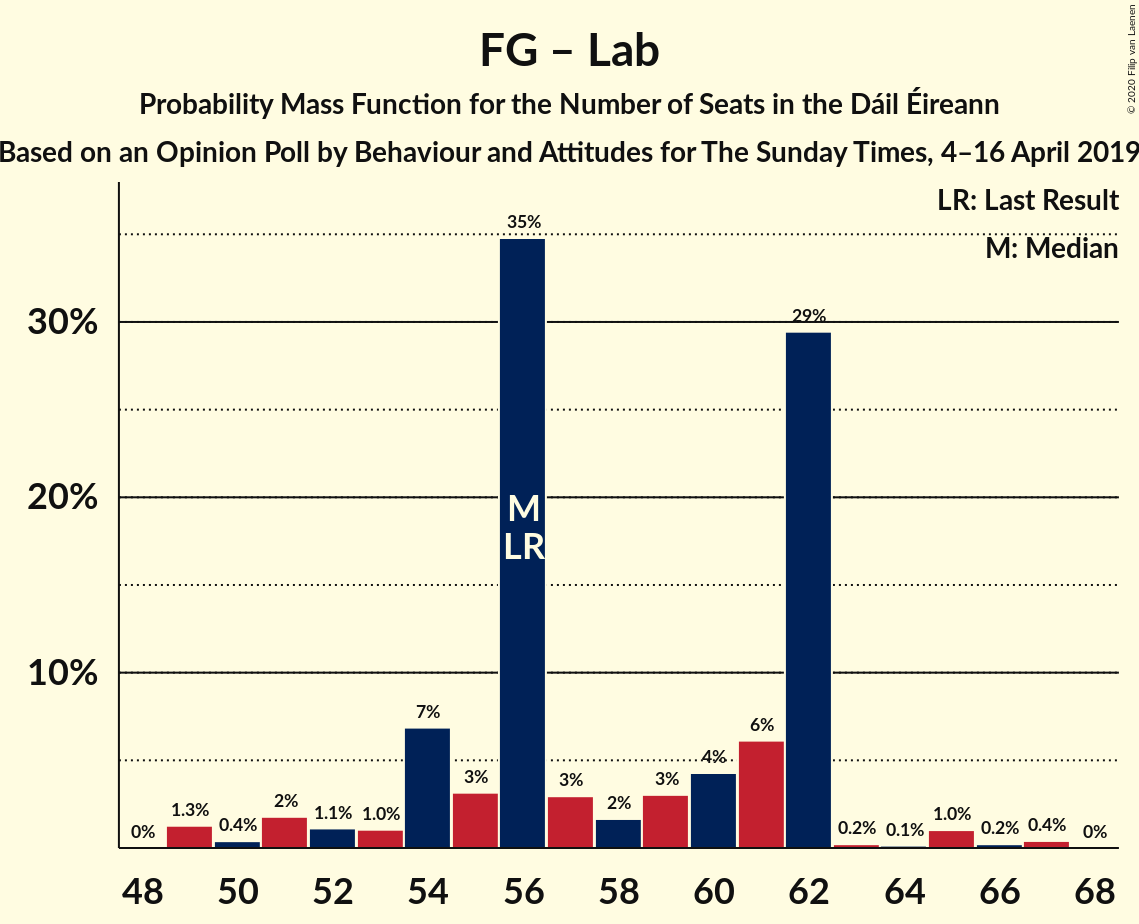 FG – Lab
Probability Mass Function for the Number of Seats in the Dáil Éireann
Based on an Opinion Poll by Behaviour and Attitudes for The Sunday Times, 4–16 April 2019
© 2020 Filip van Laenen
LR: Last Result
M: Median
30%
20%
10%
0%
1.3%
0.4%
2%
1.1%
1.0%
7%
3%
35%
3%
2%
3%
4%
6%
29%
0.2%
0.1%
1.0%
0.2%
0.4%
0%
M
LR
48 50 52 54 56 58 60 62 64 66 68